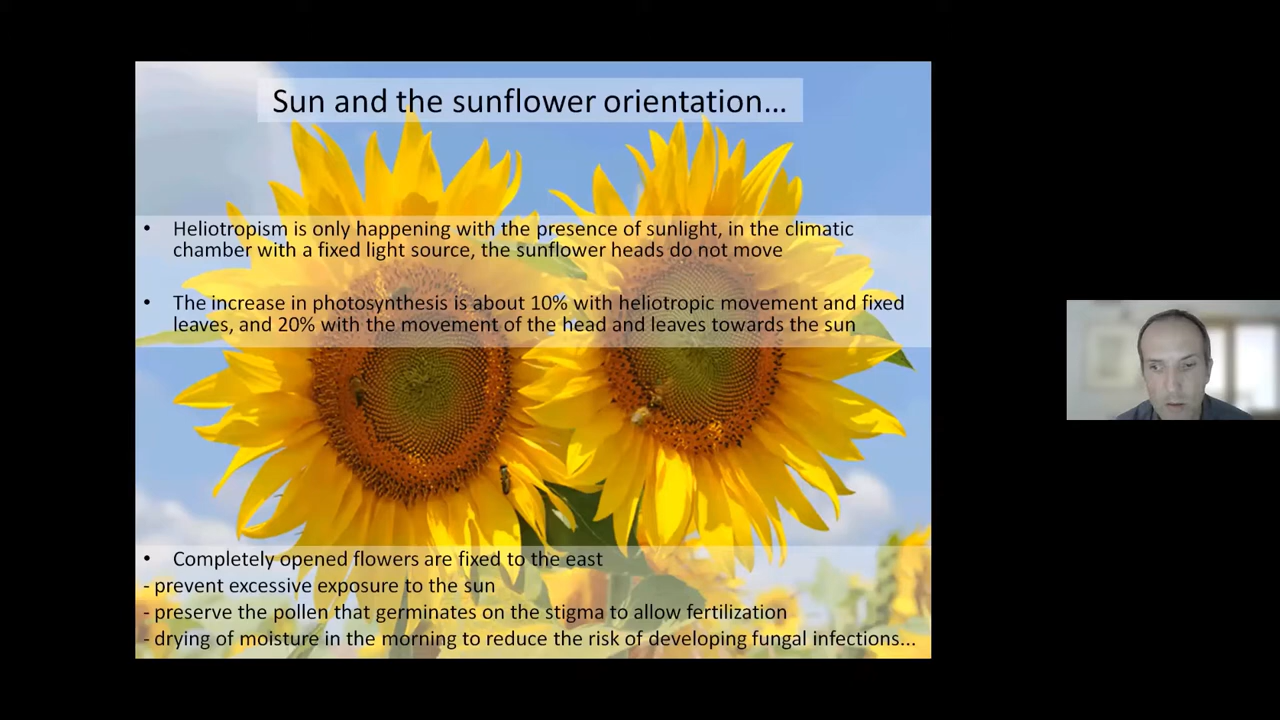 Sun and the sunflower orientation...
• Heliotropism is only happening with the presence of sunlight, in the climatic
chamber with a fixed light source, the sunflower heads do not move
• The increase in photosynthesis is about 10% with heliotropic movement and fixed
leaves, and 20% with the movement of the head and leaves towards the sun
• Completely opened flowers are fixed to the east
- prevent excessive exposure to the sun
- preserve the pollen that germinates on the stigma to allow fertilization
- drying of moisture in the morning to reduce the risk of developing fungal infections...